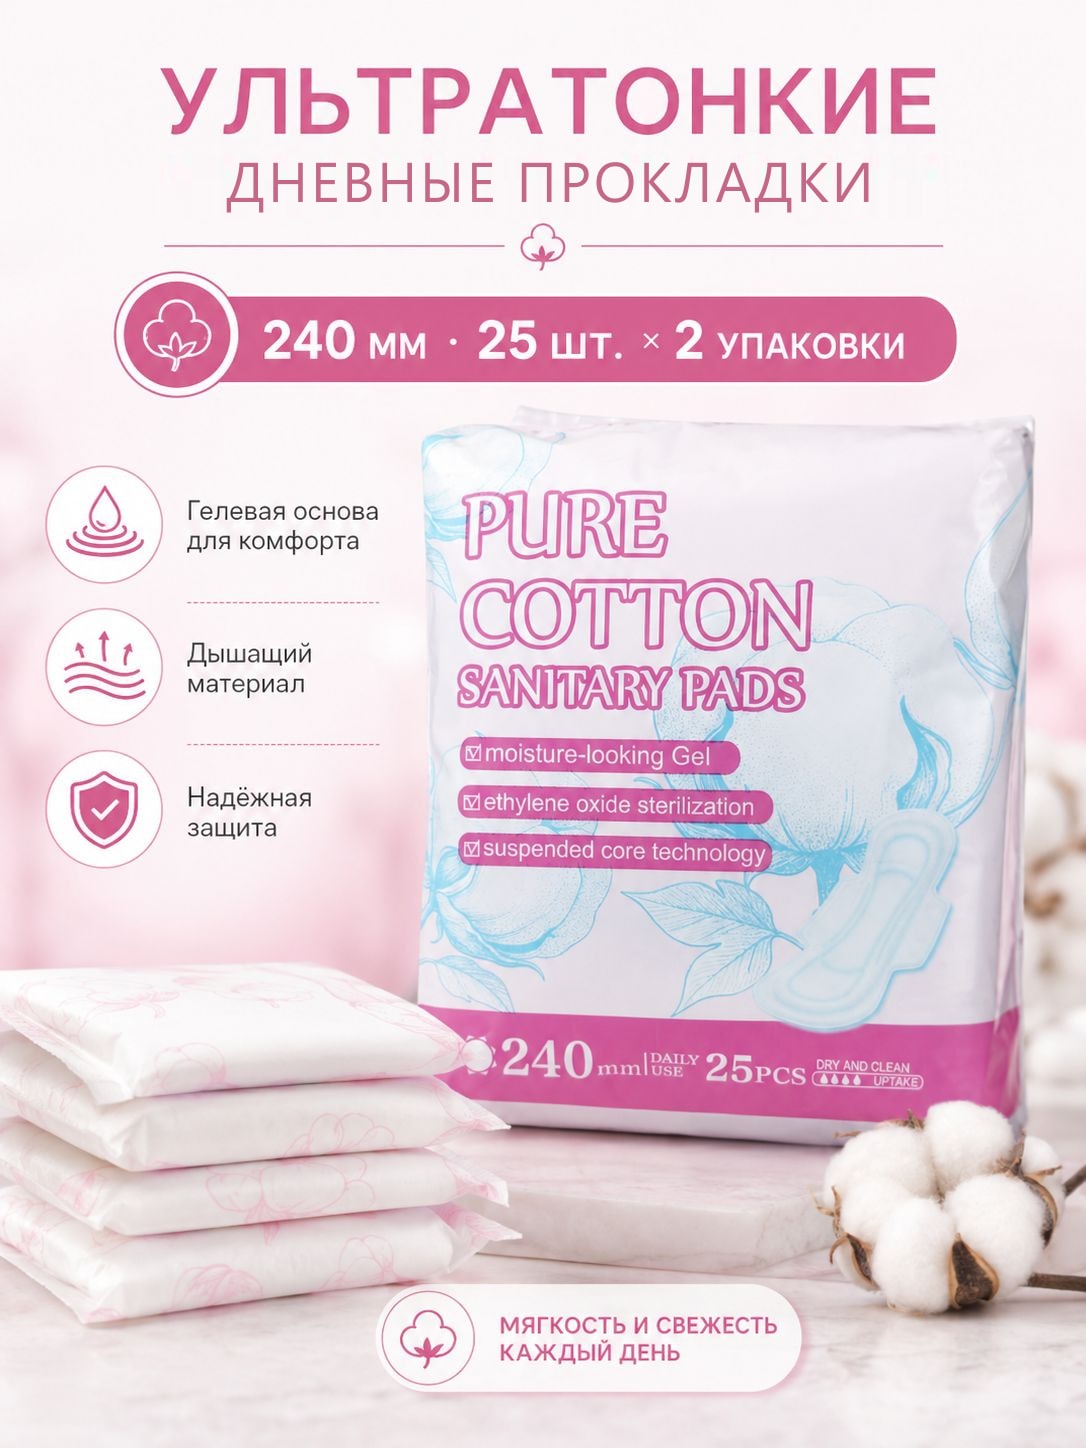 УЛЬТРАТОНКИЕ
ДНЕВНЫЕ ПРОКЛАДКИ
240 мм · 25 шт. × 2 упаковки
Гелевая основа
для комфорта
Дышащий
материал
Надёжная
защита
PURE
COTTON
SANITARY PADS
moisture-looking Gel
ethylene oxide sterilization
suspended core technology
240mm DAILY USE 25PCS DRY AND CLEAN UPTAKE
МЯГКОСТЬ И СВЕЖЕСТЬ
КАЖДЫЙ ДЕНЬ